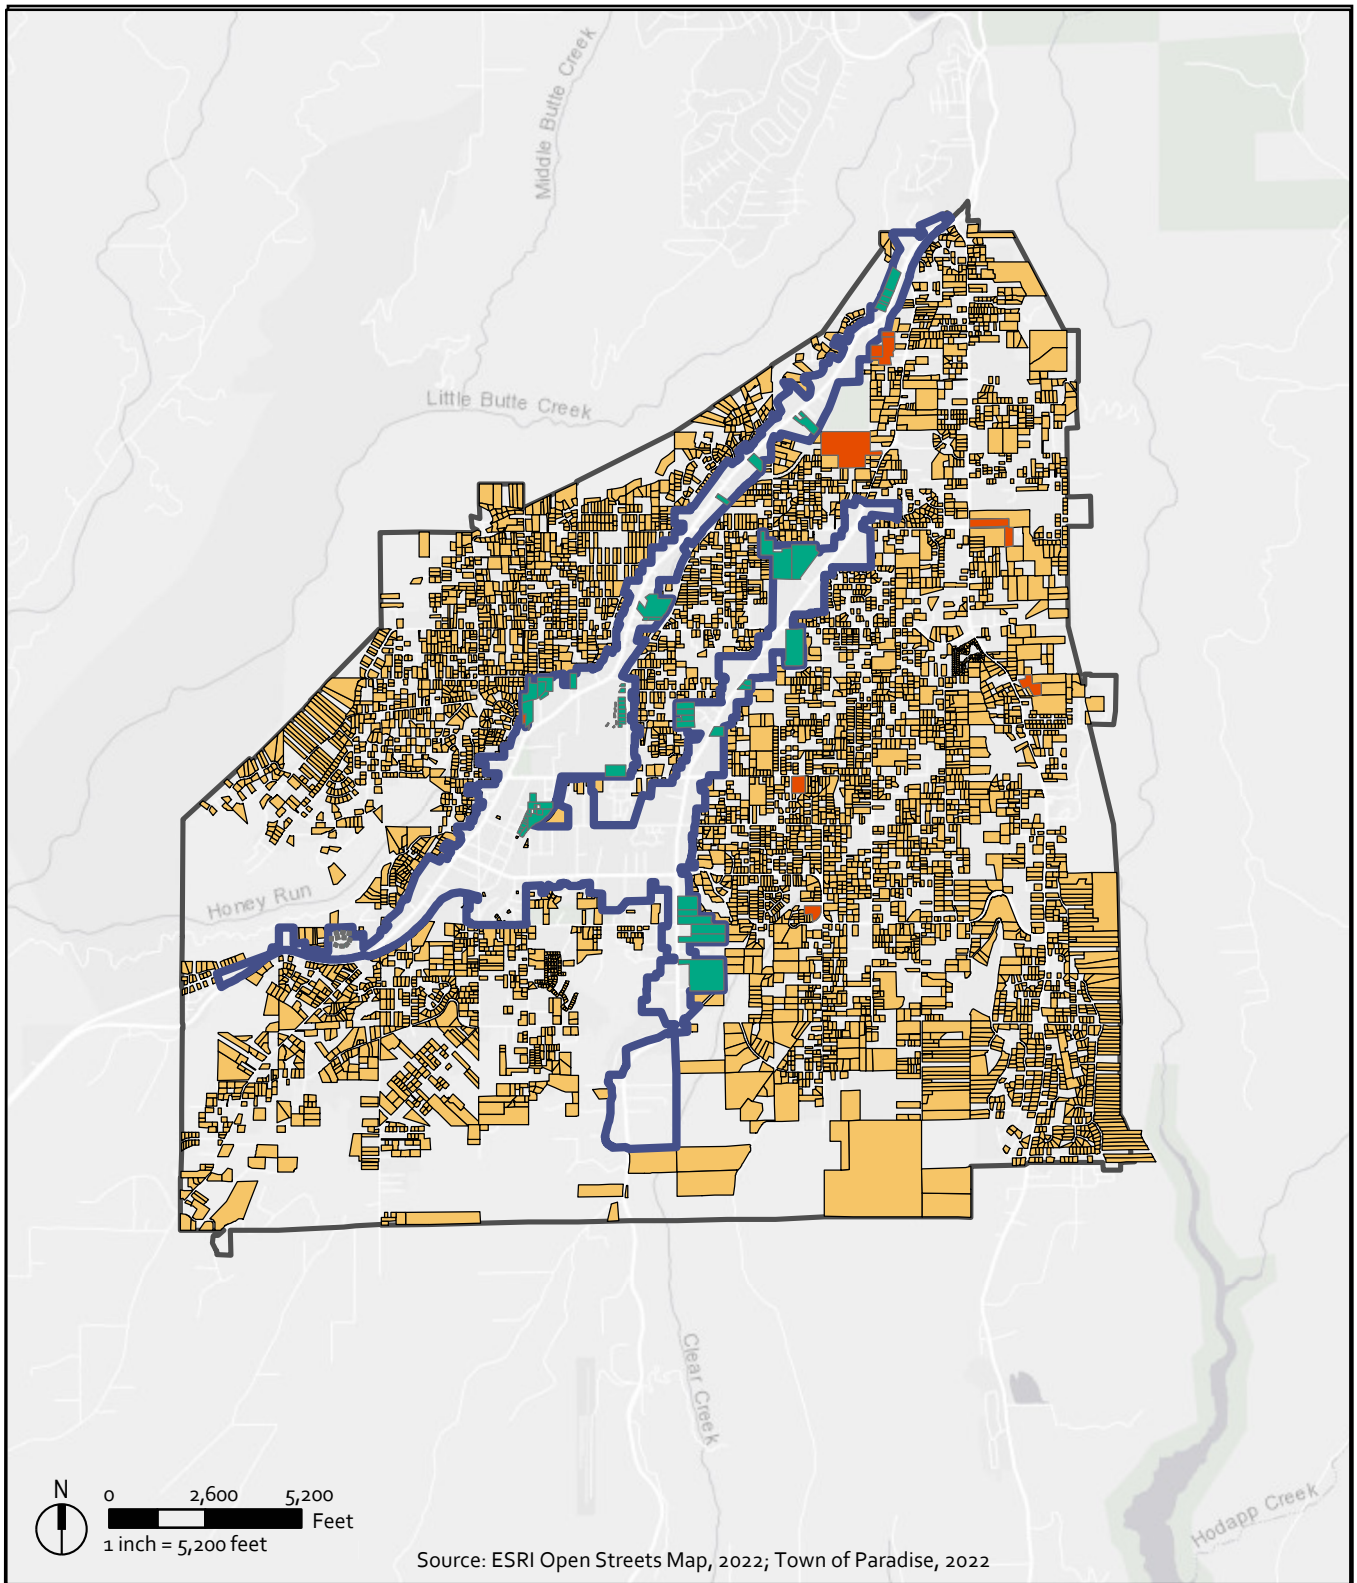 Middle Butte Creek
Little Butte Creek
Honey Run
Clear Creek
Hodapp Creek
N
0 2,600 5,200
Feet
1 inch = 5,200 feet
Source: ESRI Open Streets Map, 2022; Town of Paradise, 2022